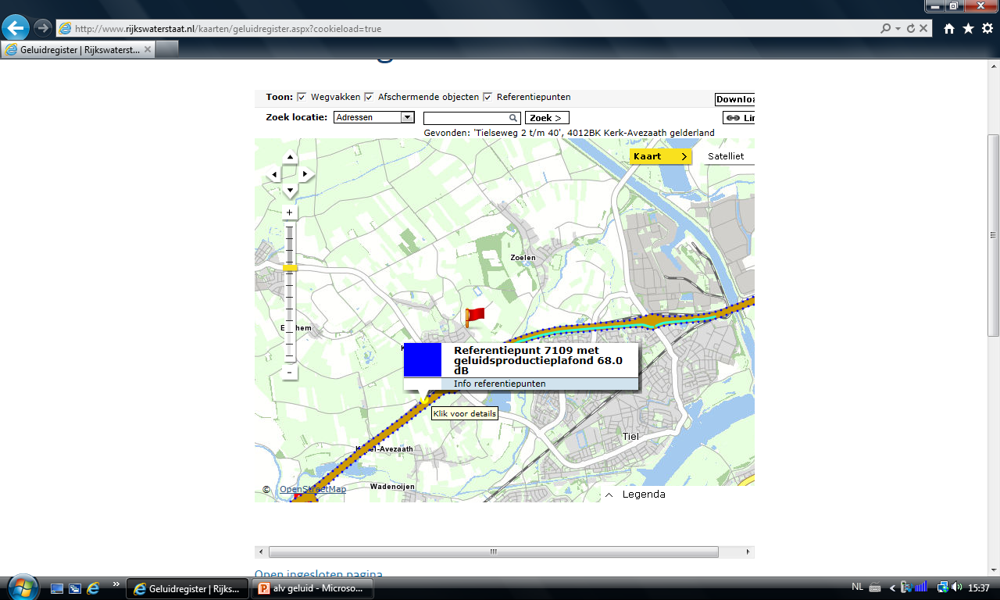 http://www.rijkswaterstaat.nl/kaarten/geluidregister.aspx?cookieload=true
Geluidregister | Rijkswaterst...
Toon: Wegvakken Afschermende objecten Referentiepunten
Downloa
Zoek locatie: Adressen Zoek >
Lin
Gevonden: 'Tielseweg 2 t/m 40', 4012BK Kerk-Avezaath gelderland
Kaart
Satelliet
+
Zoelen
hem
Referentiepunt 7109 met
geluidsproductieplafond 68.0
dB
Info referentiepunten
-
Klik voor details
Tiel
-Avezaath
Wadenoijen
© OpenStreetMap
Legenda
Open ingesloten pagina
Geluidregister | Rijks...
alv geluid - Microso...
NL
15:37